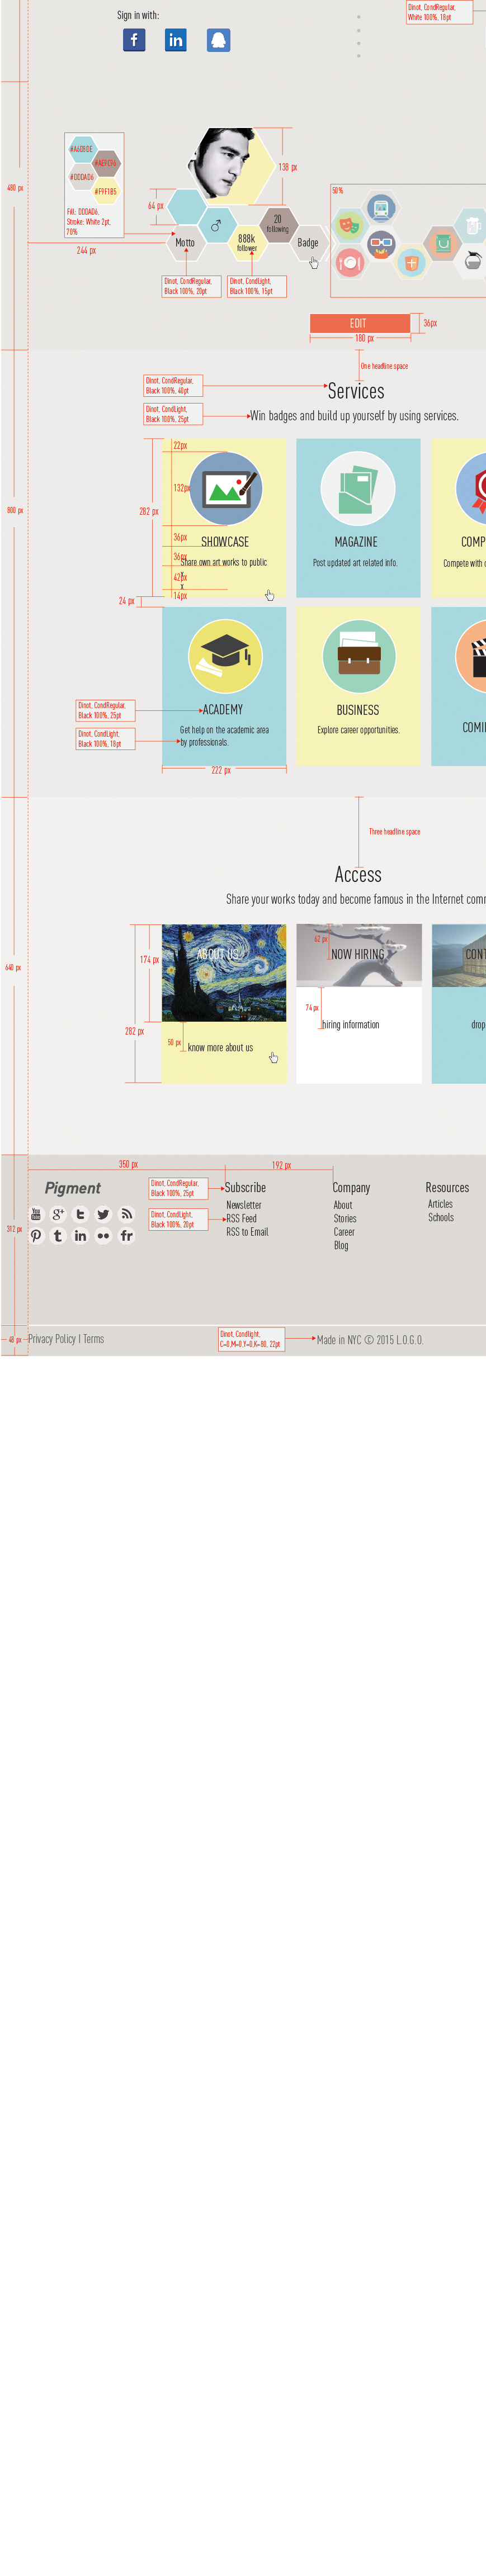 Dinot, CondRegular,
White 100%, 18pt
Sign in with:
#A6DEDE
#DDDAD6
#F9F1B5
Fill: DDDAD6,
Stroke: White 2pt,
70%
480 px
64 px
138 px
50%
244 px
Motto
888k
follower
20
following
Badge
Dinot, CondRegular,
Black 100%, 20pt
Dinot, CondLight,
Black 100%, 15pt
EDIT
36px
180 px
One headline space
Dinot, CondRegular,
Black 100%, 40pt
Services
Dinot, CondLight,
Black 100%, 25pt
Win badges and build up yourself by using services.
22px
132px
282 px
800 px
36px
SHOWCASE
MAGAZINE
COMP
36px
Share own art works to public
Post updated art related info.
Compete with
x
42px
x
14px
24 px
Dinot, CondRegular,
Black 100%, 25pt
ACADEMY
BUSINESS
COMI
Dinot, CondLight,
Black 100%, 18pt
Get help on the academic area
by professionals.
Explore career opportunities.
222 px
Three headline space
Access
Share your works today and become famous in the Internet com
174 px
ABOUT US
62 px
NOW HIRING
CONT
640 px
282 px
74 px
50 px
know more about us
hiring information
drop
350 px
192 px
Pigment
Dinot, CondRegular,
Black 100%, 25pt
Subscribe
Company
Resources
Dinot, CondLight,
Black 100%, 20pt
Newsletter
RSS Feed
RSS to Email
About
Stories
Career
Blog
Articles
Schools
312 px
48 px
Privacy Policy | Terms
Dinot, Condlight,
C=0,M=0,Y=0,K=80, 22pt
Made in NYC © 2015 L.O.G.O.